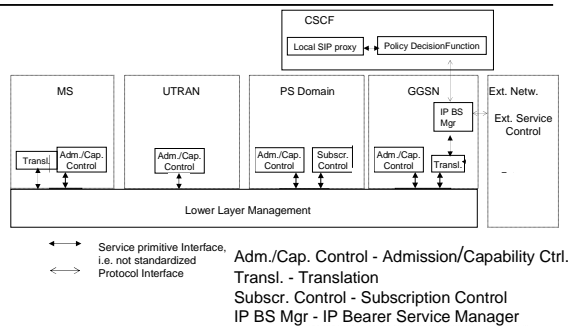 CSCF
Local SIP proxy
Policy DecisionFunction
MS
UTRAN
PS Domain
GGSN
Ext. Netw.
IP BS
Mgr
Ext. Service
Control
Transl.
Adm./Cap.
Control
Adm./Cap.
Control
Adm./Cap.
Control
Subscr.
Control
Adm./Cap.
Control
Transl.
Lower Layer Management
Service primitive Interface,
i.e. not standardized
Protocol Interface
Adm./Cap. Control - Admission/Capability Ctrl.
Transl. - Translation
Subscr. Control - Subscription Control
IP BS Mgr - IP Bearer Service Manager